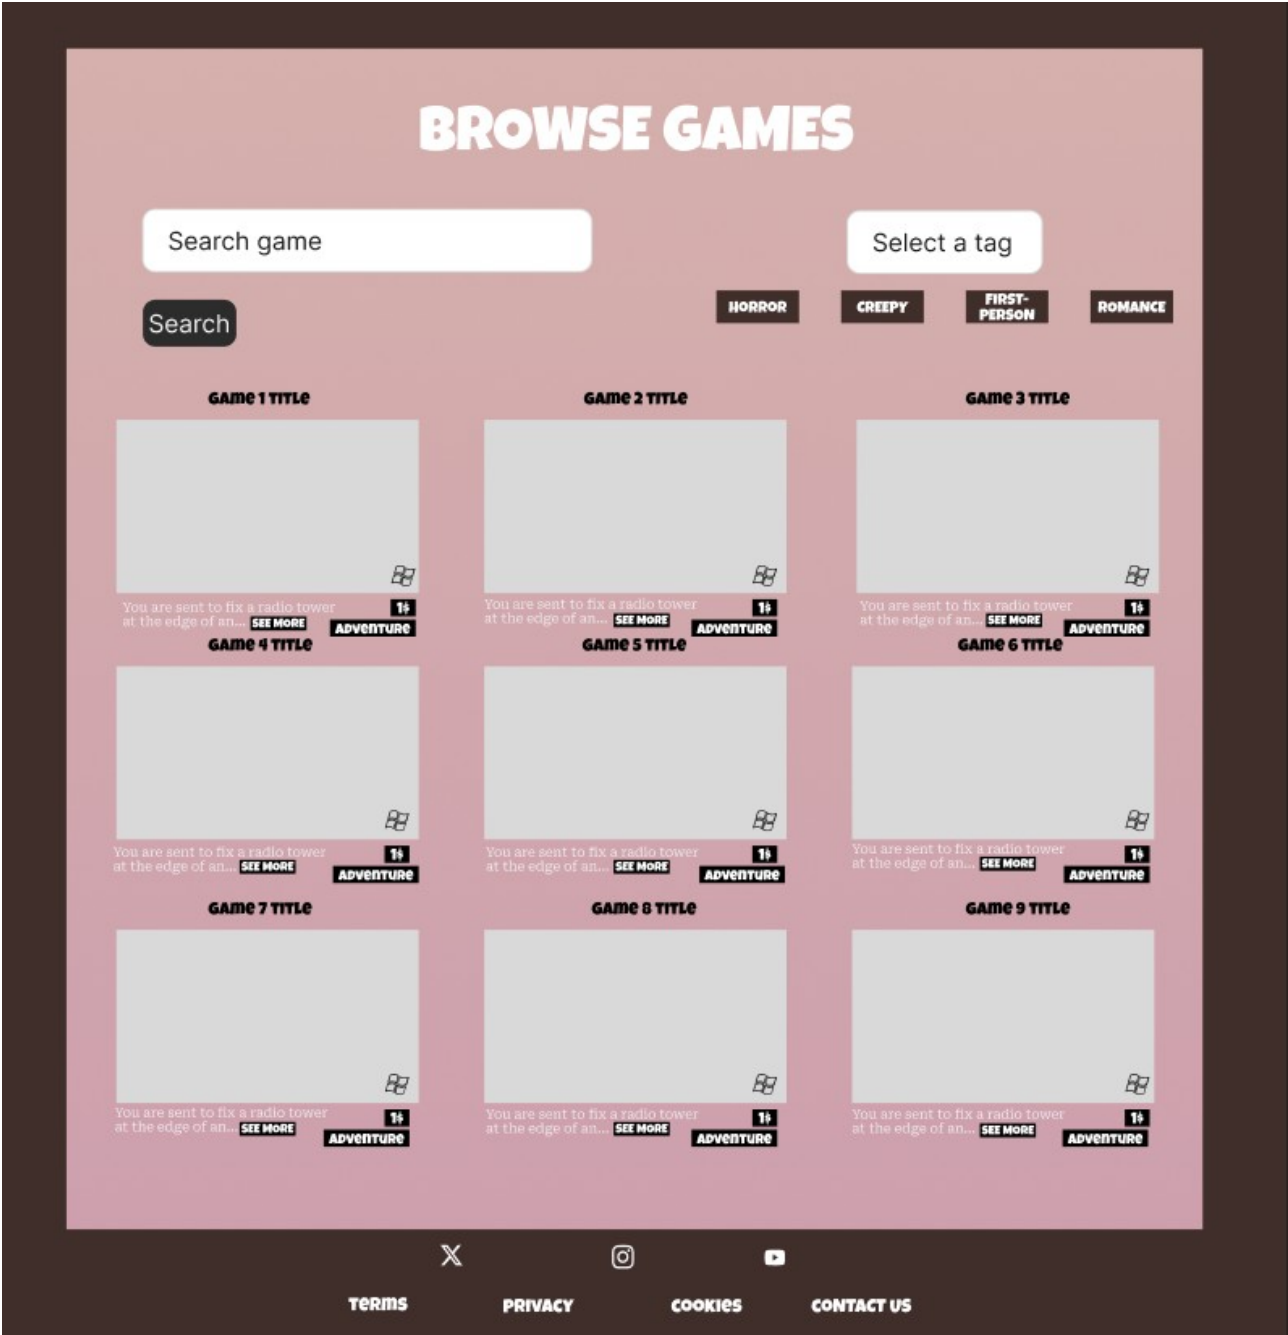 BROWSE GAMES
Search game
Select a tag
Search
HORROR
CREEPY
FIRST-
PERSON
ROMANCE
GAME 1 TITLE
GAME 2 TITLE
GAME 3 TITLE
You are sent to fix a radio tower
at the edge of an... SEE MORE
1$
ADVENTURE
You are sent to fix a radio tower
at the edge of an... SEE MORE
1$
ADVENTURE
You are sent to fix a radio tower
at the edge of an... SEE MORE
1$
ADVENTURE
GAME 4 TITLE
GAME 5 TITLE
GAME 6 TITLE
You are sent to fix a radio tower
at the edge of an... SEE MORE
1$
ADVENTURE
You are sent to fix a radio tower
at the edge of an... SEE MORE
1$
ADVENTURE
You are sent to fix a radio tower
at the edge of an... SEE MORE
1$
ADVENTURE
GAME 7 TITLE
GAME 8 TITLE
GAME 9 TITLE
You are sent to fix a radio tower
at the edge of an... SEE MORE
1$
ADVENTURE
You are sent to fix a radio tower
at the edge of an... SEE MORE
1$
ADVENTURE
You are sent to fix a radio tower
at the edge of an... SEE MORE
1$
ADVENTURE
TERMS
PRIVACY
COOKIES
CONTACT US